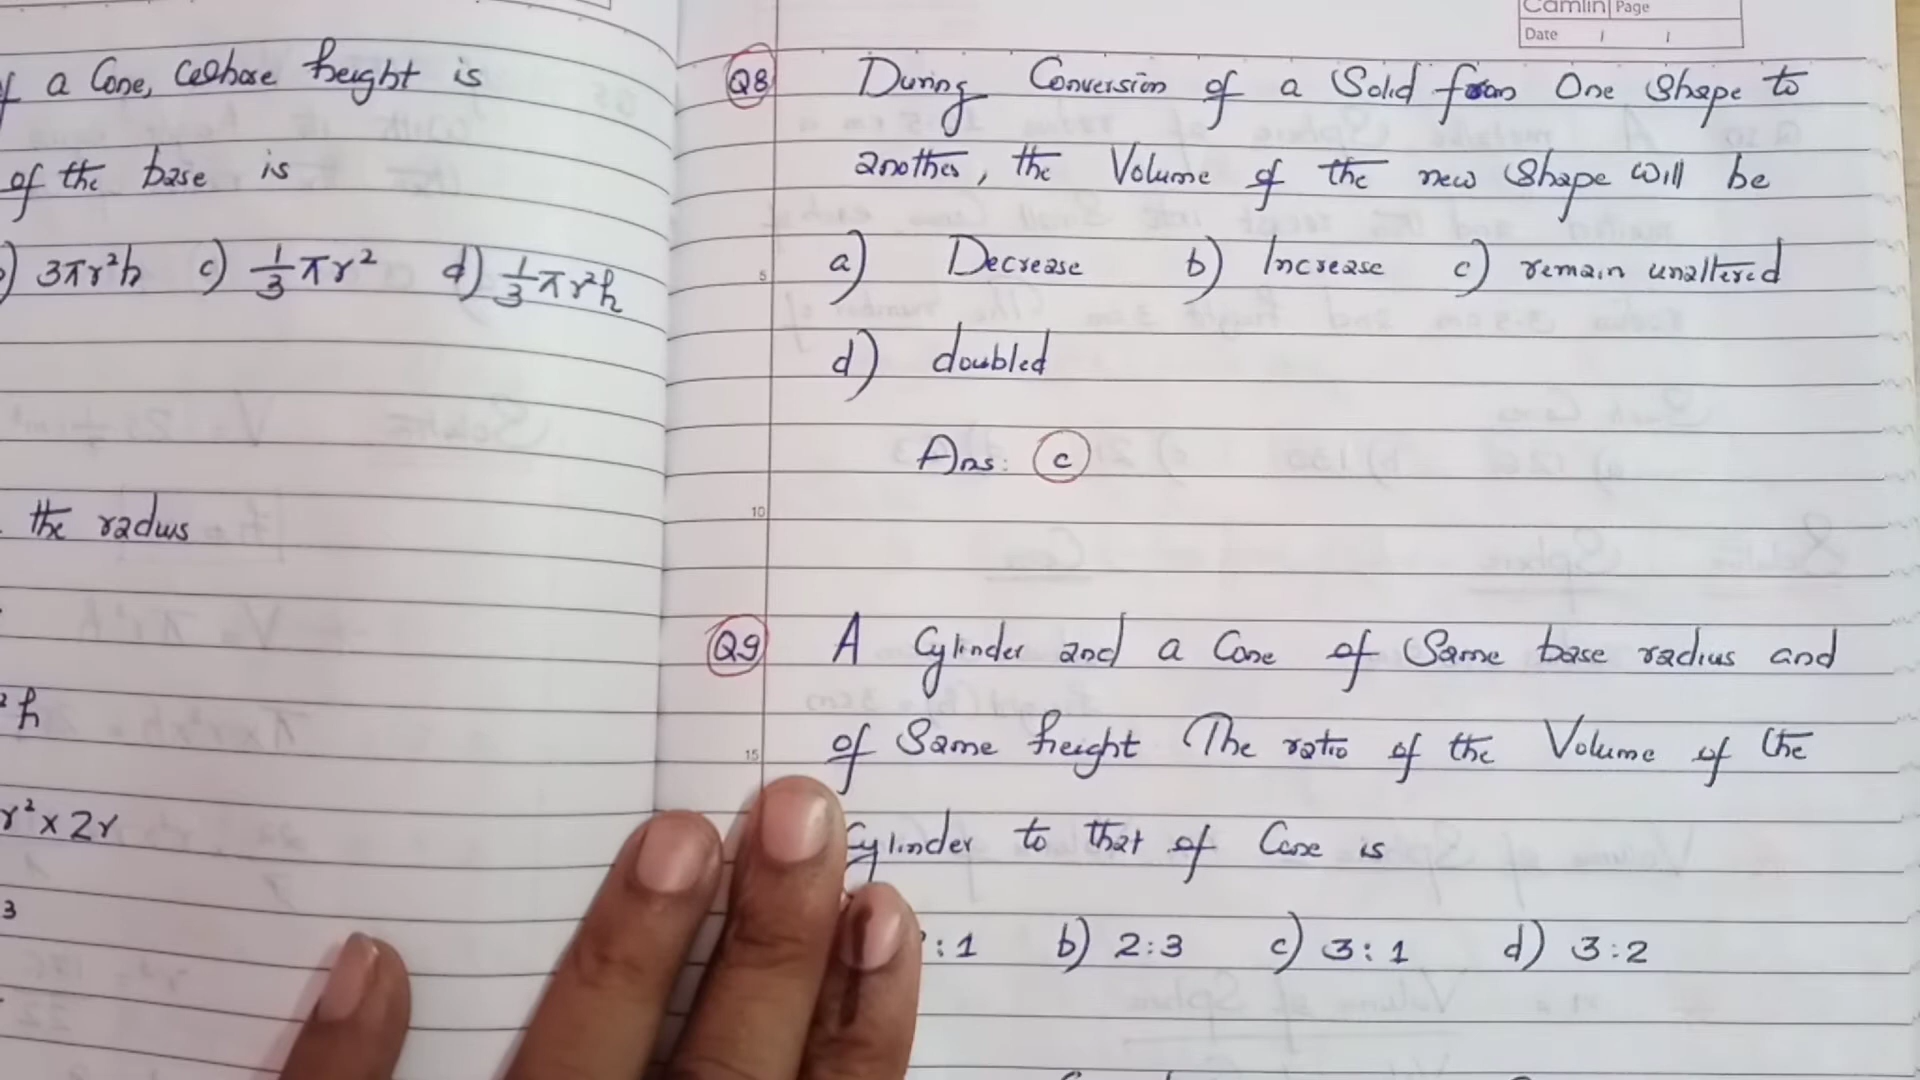 f a Cone, Whose height is
of the base is
) 3πr²h c) 1/3 πr² d) 1/3 πr²h
the radius
²h
r² x 2r
3
Camlin Page
Date / /
Q8 During Conversion of a Solid from One Shape to
another, the Volume of the new Shape will be
a) Decrease b) Increase c) remain unaltered
5
d) doubled
Ans: c
10
Q9 A Cylinder and a Cone of Same base radius and
of Same height The ratio of the Volume of the
15
Cylinder to that of Cone is
: 1 b) 2:3 c) 3:1 d) 3:2